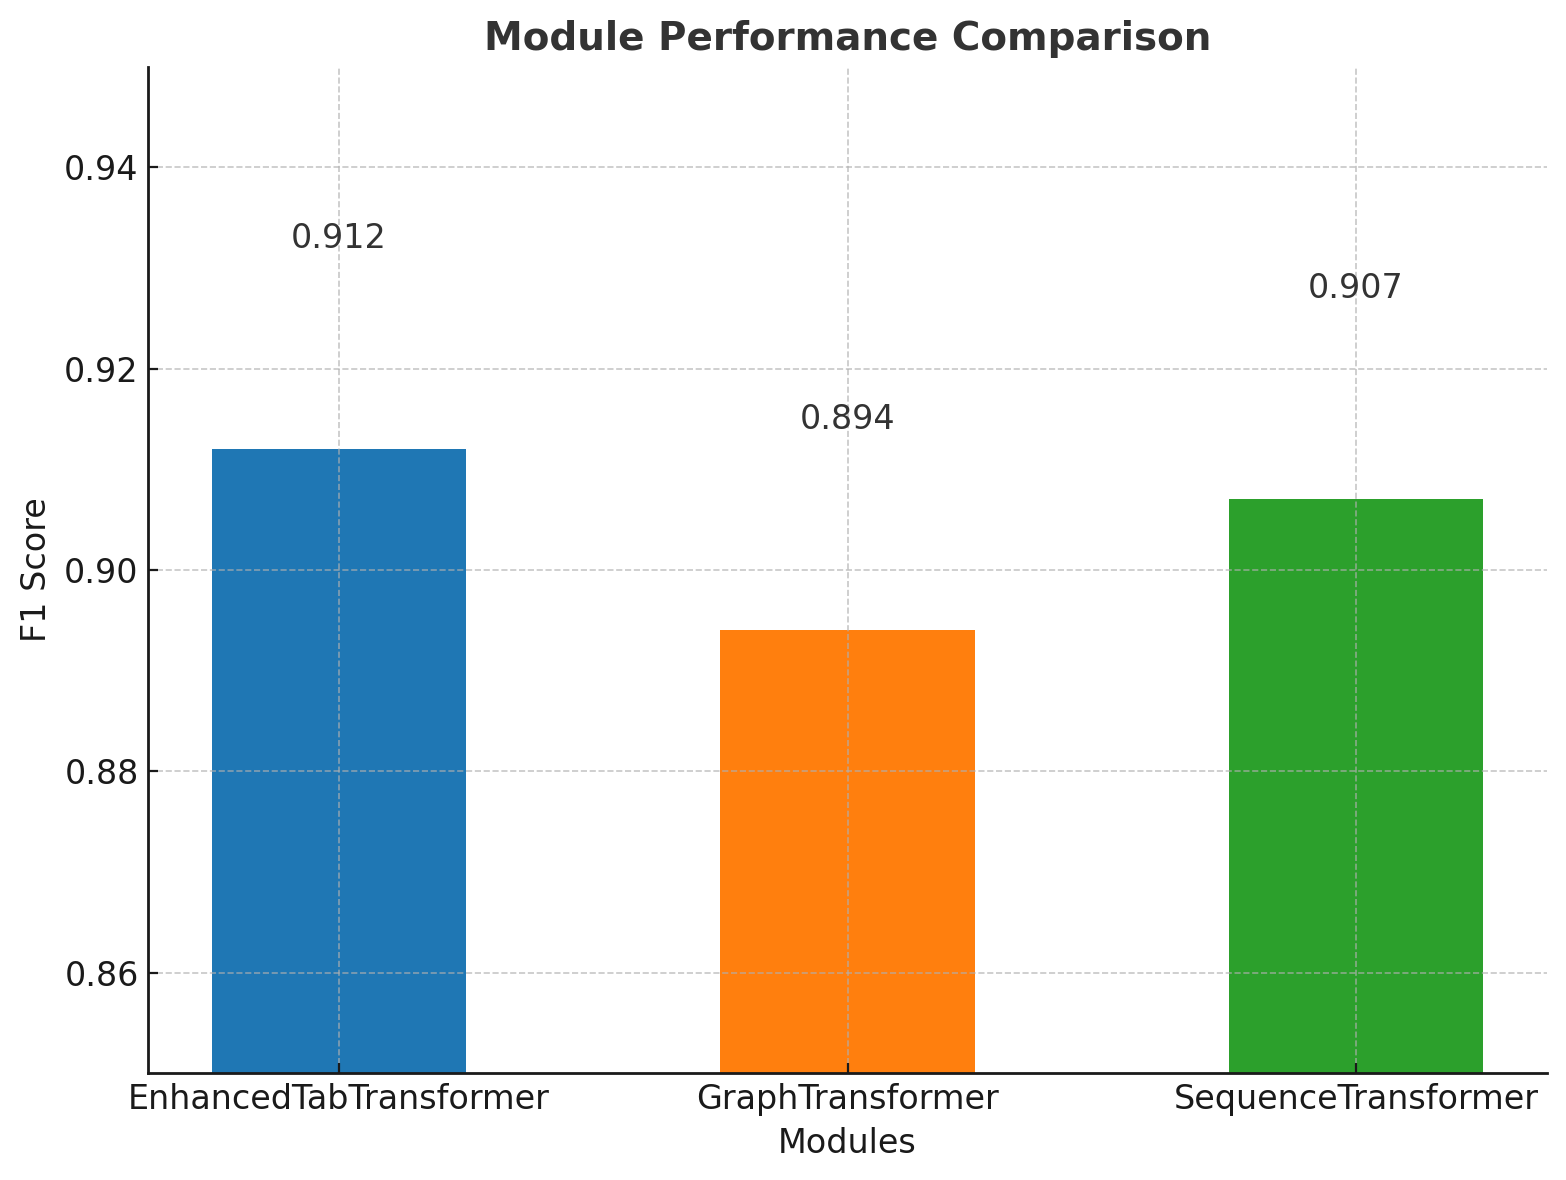 Module Performance Comparison
0.94
0.92
0.90
0.88
0.86
F1 Score
0.912
0.894
0.907
EnhancedTabTransformer
GraphTransformer
SequenceTransformer
Modules